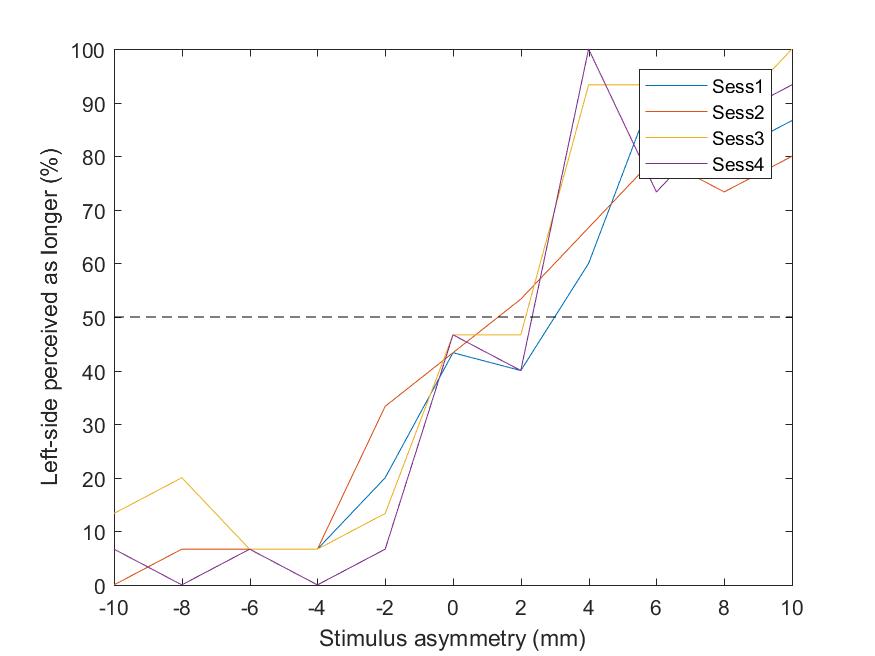 100
90
80
70
60
50
40
30
20
10
0
Left-side perceived as longer (%)
Sess1
Sess2
Sess3
Sess4
-10 -8 -6 -4 -2 0 2 4 6 8 10
Stimulus asymmetry (mm)